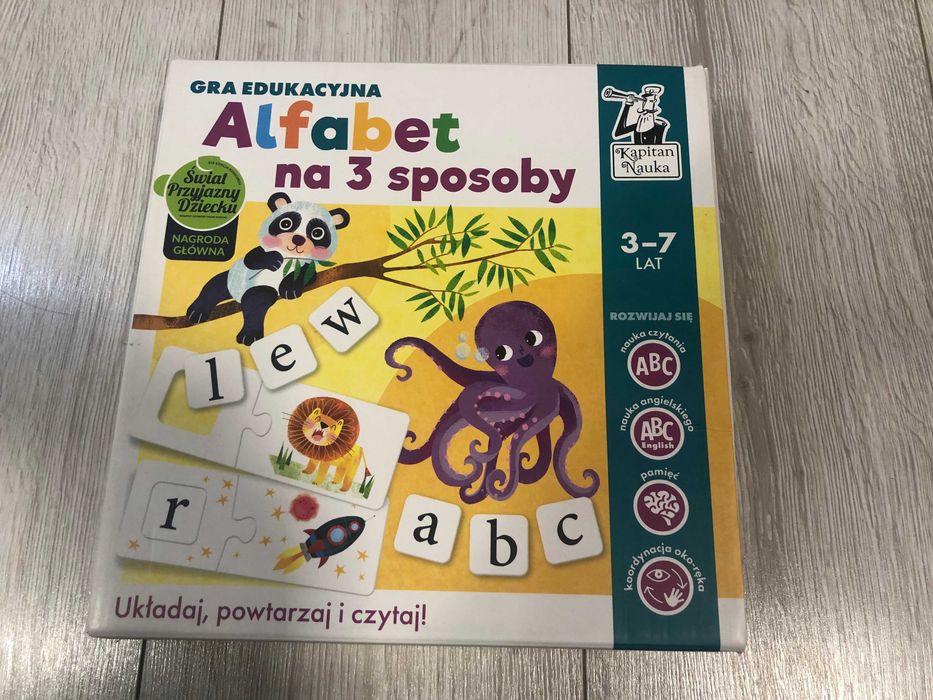 GRA EDUKACYJNA
Alfabet
na 3 sposoby
Świat
Przyjazny
Dziecku
NAGRODA
GŁÓWNA
Kapitan
Nauka
3–7
LAT
ROZWIJAJ SIĘ
nauka czytania
ABC
nauka angielskiego
ABC
English
pamięć
koordynacja oko-ręka
l e w
r
a b c
Układaj, powtarzaj i czytaj!